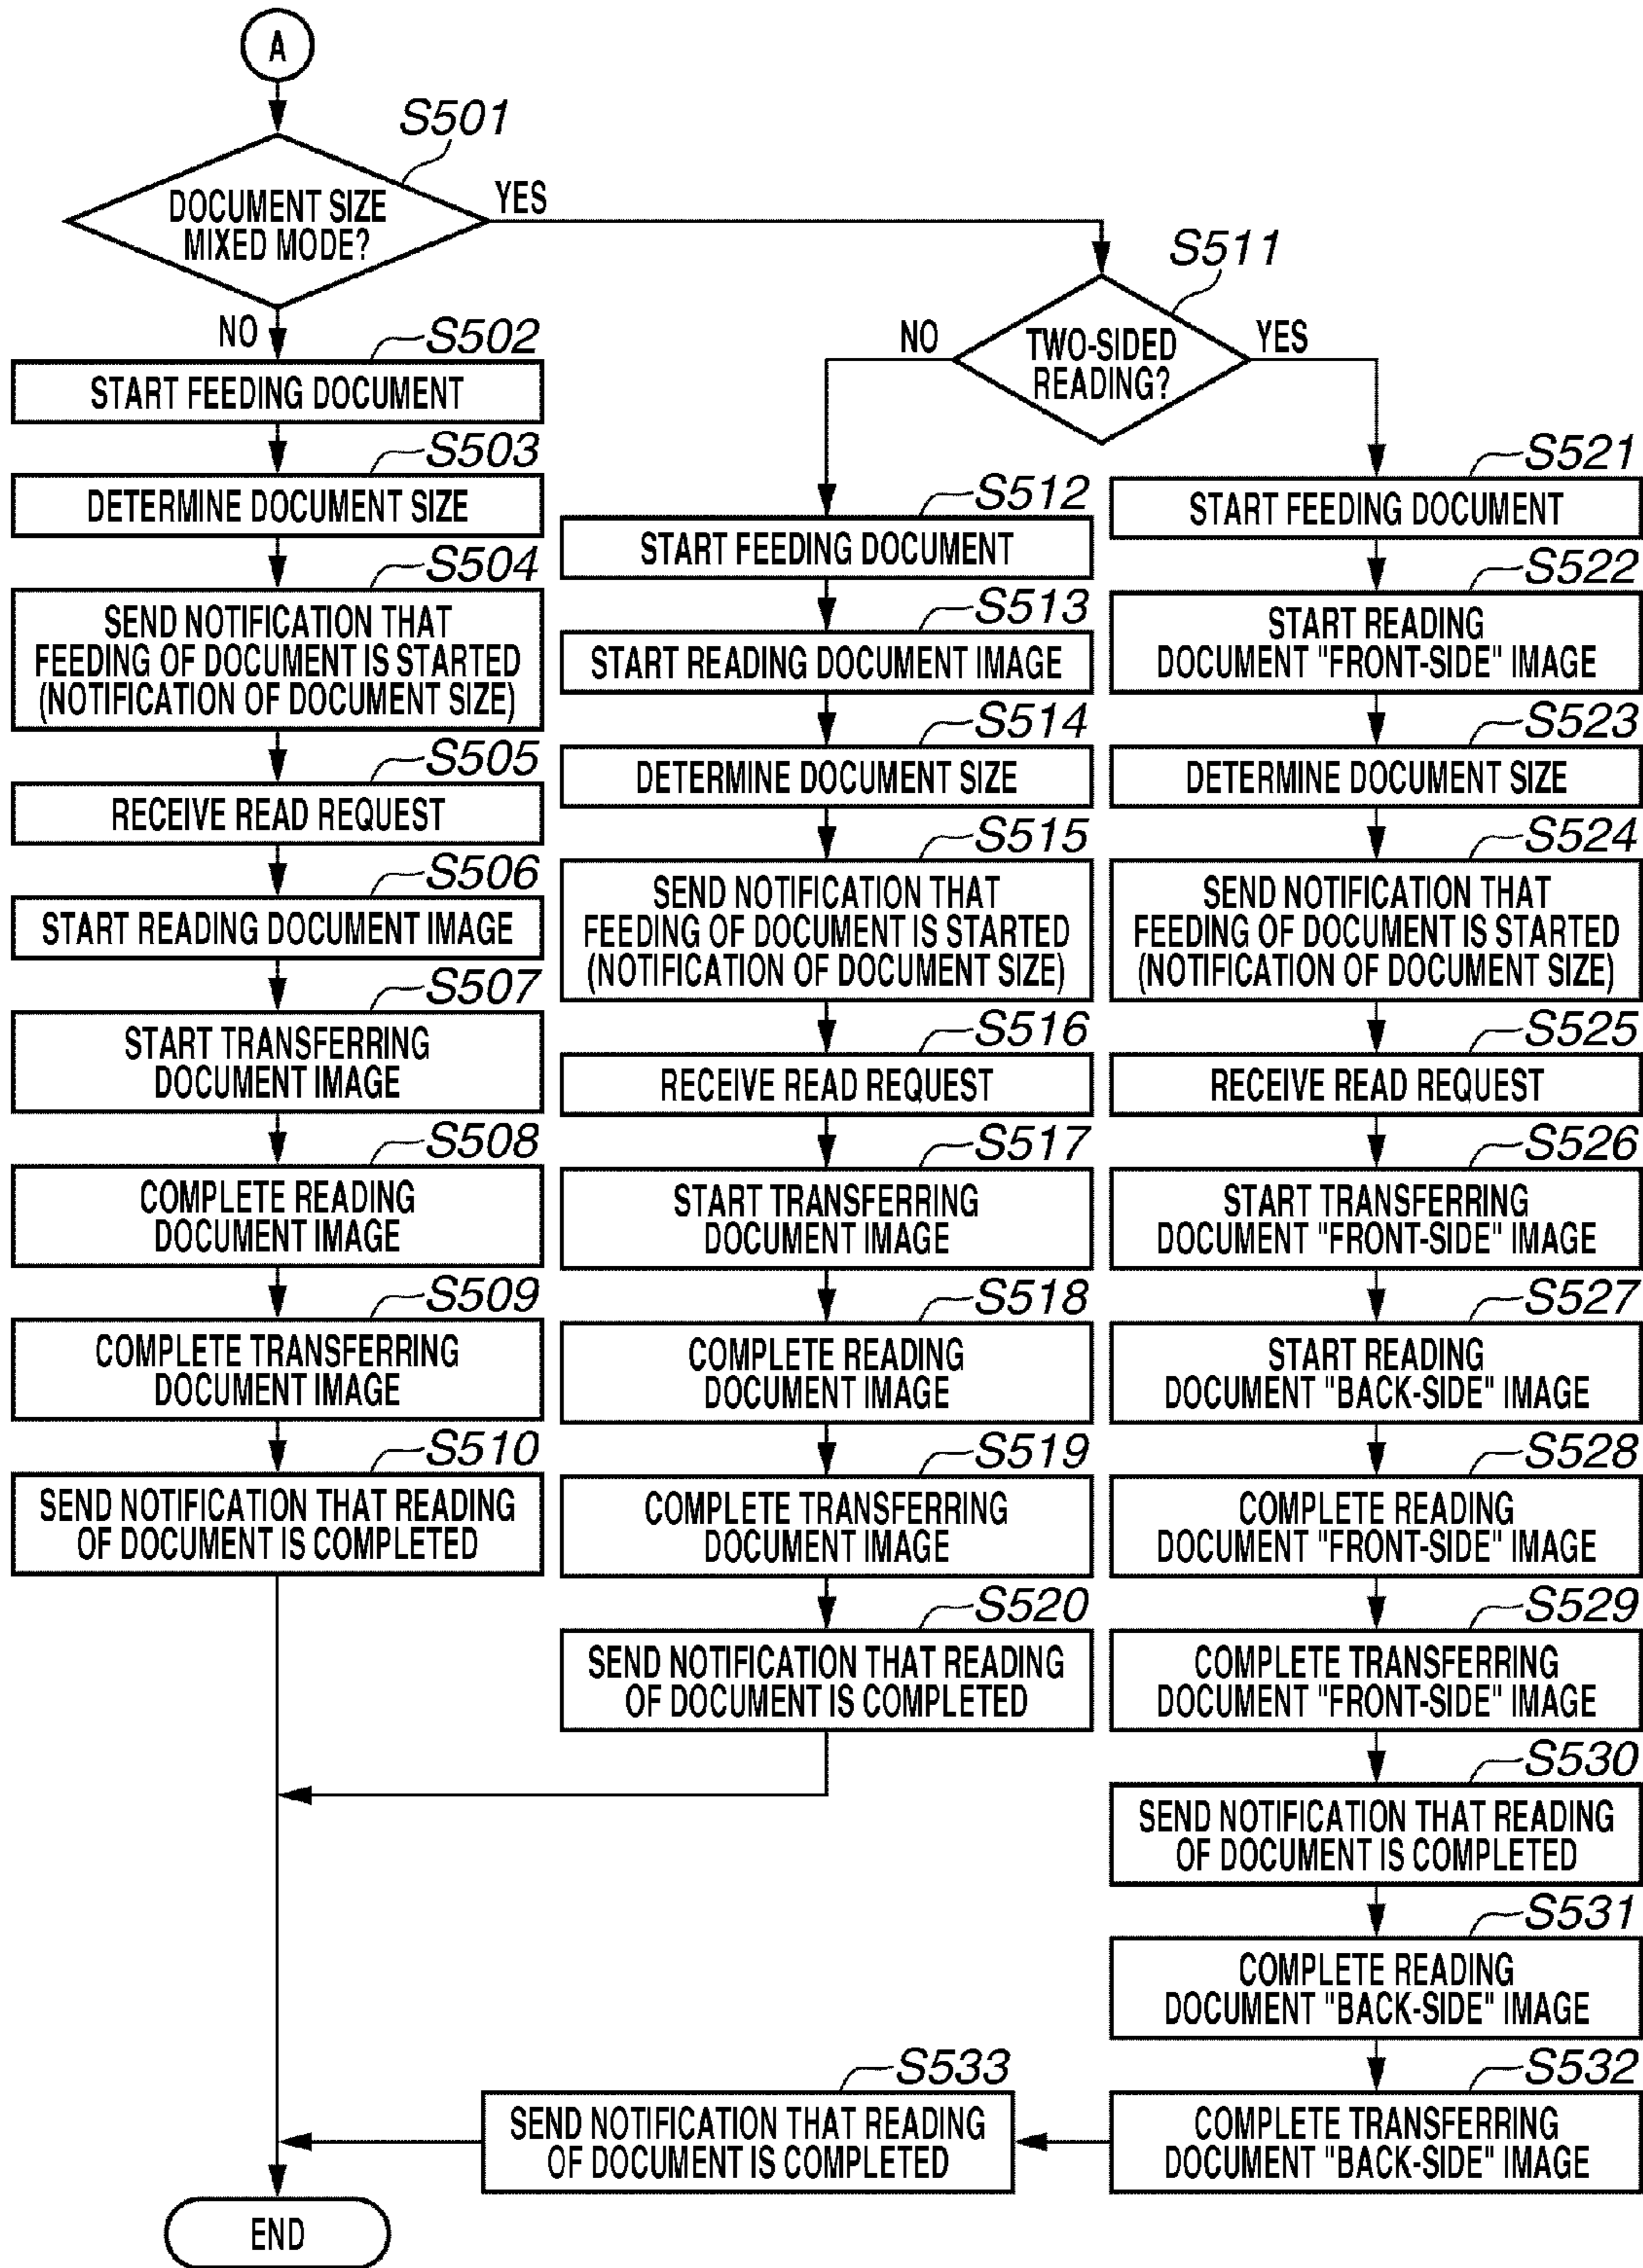 A
S501
DOCUMENT SIZE
MIXED MODE?
YES
NO
S502
START FEEDING DOCUMENT
S503
DETERMINE DOCUMENT SIZE
S504
SEND NOTIFICATION THAT
FEEDING OF DOCUMENT IS STARTED
(NOTIFICATION OF DOCUMENT SIZE)
S505
RECEIVE READ REQUEST
S506
START READING DOCUMENT IMAGE
S507
START TRANSFERRING
DOCUMENT IMAGE
S508
COMPLETE READING
DOCUMENT IMAGE
S509
COMPLETE TRANSFERRING
DOCUMENT IMAGE
S510
SEND NOTIFICATION THAT READING
OF DOCUMENT IS COMPLETED
S511
TWO-SIDED
READING?
NO
YES
S512
START FEEDING DOCUMENT
S513
START READING DOCUMENT IMAGE
S514
DETERMINE DOCUMENT SIZE
S515
SEND NOTIFICATION THAT
FEEDING OF DOCUMENT IS STARTED
(NOTIFICATION OF DOCUMENT SIZE)
S516
RECEIVE READ REQUEST
S517
START TRANSFERRING
DOCUMENT IMAGE
S518
COMPLETE READING
DOCUMENT IMAGE
S519
COMPLETE TRANSFERRING
DOCUMENT IMAGE
S520
SEND NOTIFICATION THAT READING
OF DOCUMENT IS COMPLETED
S521
START FEEDING DOCUMENT
S522
START READING
DOCUMENT "FRONT-SIDE" IMAGE
S523
DETERMINE DOCUMENT SIZE
S524
SEND NOTIFICATION THAT
FEEDING OF DOCUMENT IS STARTED
(NOTIFICATION OF DOCUMENT SIZE)
S525
RECEIVE READ REQUEST
S526
START TRANSFERRING
DOCUMENT "FRONT-SIDE" IMAGE
S527
START READING
DOCUMENT "BACK-SIDE" IMAGE
S528
COMPLETE READING
DOCUMENT "FRONT-SIDE" IMAGE
S529
COMPLETE TRANSFERRING
DOCUMENT "FRONT-SIDE" IMAGE
S530
SEND NOTIFICATION THAT READING
OF DOCUMENT IS COMPLETED
S531
COMPLETE READING
DOCUMENT "BACK-SIDE" IMAGE
S532
COMPLETE TRANSFERRING
DOCUMENT "BACK-SIDE" IMAGE
S533
SEND NOTIFICATION THAT READING
OF DOCUMENT IS COMPLETED
END